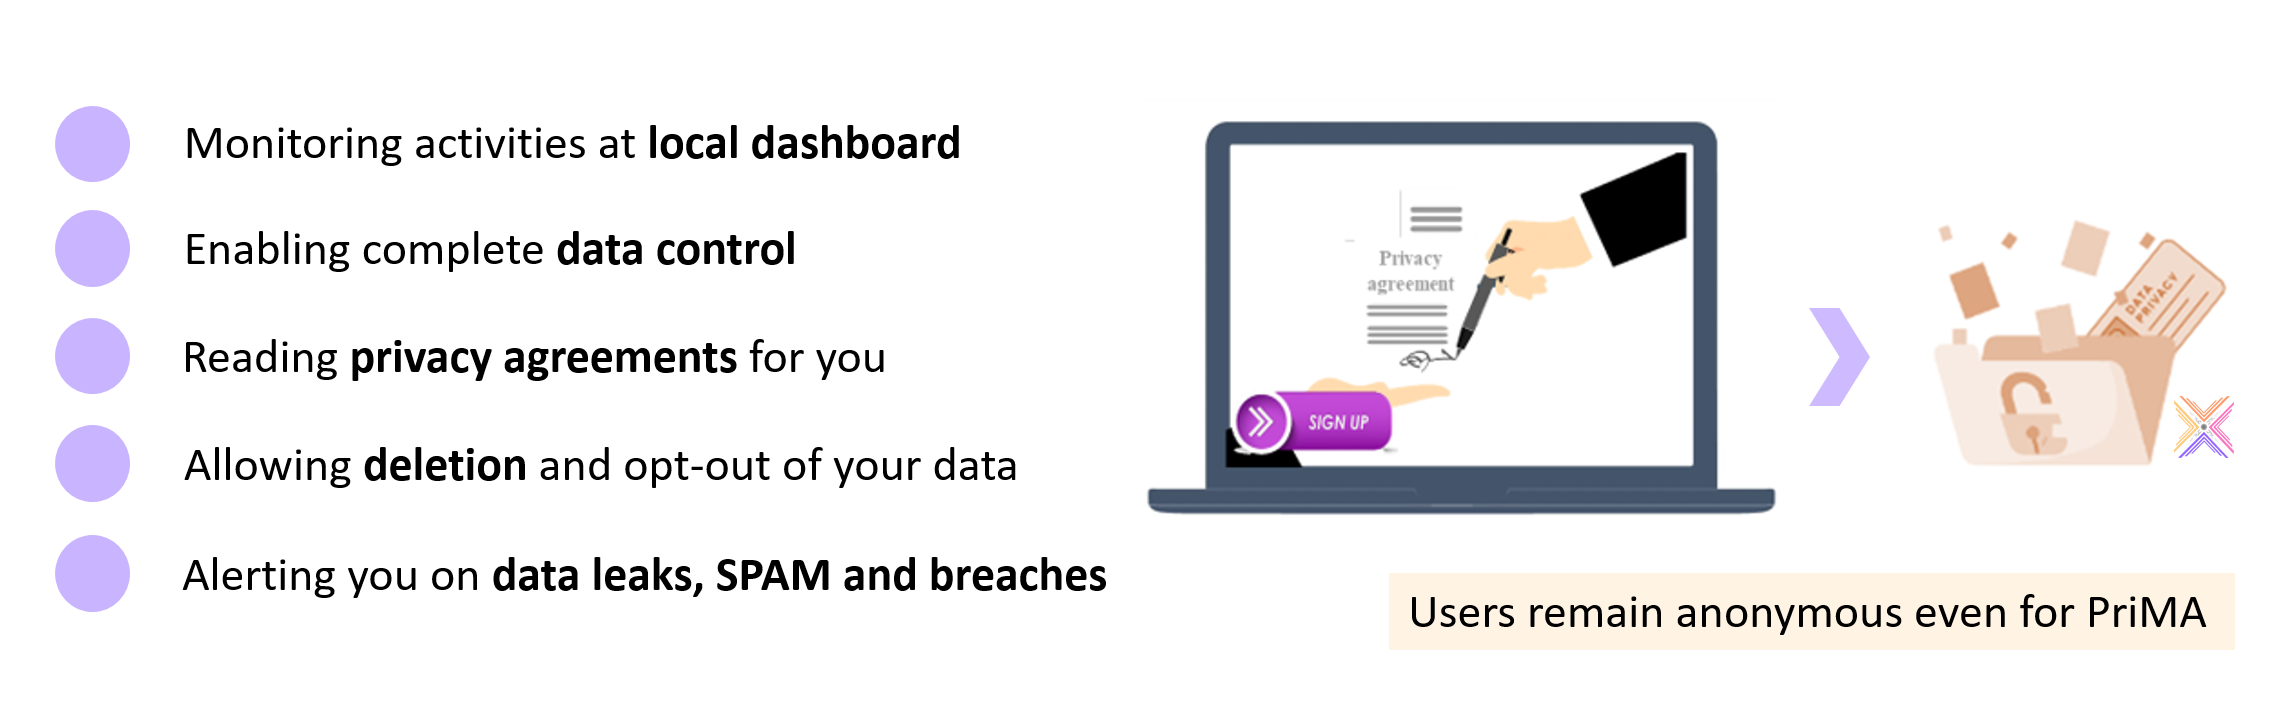 Monitoring activities at local dashboard
Enabling complete data control
Reading privacy agreements for you
Allowing deletion and opt-out of your data
Alerting you on data leaks, SPAM and breaches
Privacy
agreement
SIGN UP
DATA
PRIVACY
Users remain anonymous even for PriMA